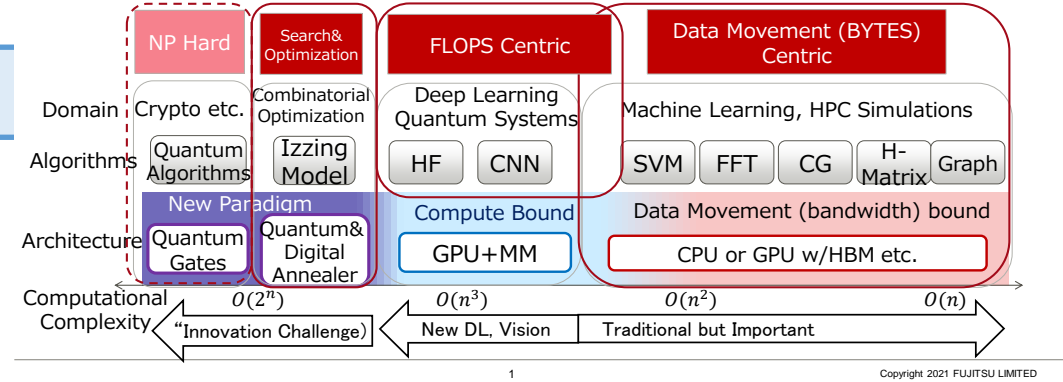 NP Hard
Search&
Optimization
FLOPS Centric
Data Movement (BYTES)
Centric
Domain
Crypto etc.
Combinatorial
Optimization
Deep Learning
Quantum Systems
Machine Learning, HPC Simulations
Algorithms
Quantum
Algorithms
Izzing
Model
HF
CNN
SVM
FFT
CG
H-
Matrix
Graph
New Paradigm
Compute Bound
Data Movement (bandwidth) bound
Architecture
Quantum
Gates
Quantum&
Digital
Annealer
GPU+MM
CPU or GPU w/HBM etc.
Computational
Complexity
O(2ⁿ)
O(n³)
O(n²)
O(n)
“Innovation Challenge)
New DL, Vision
Traditional but Important
1
Copyright 2021 FUJITSU LIMITED